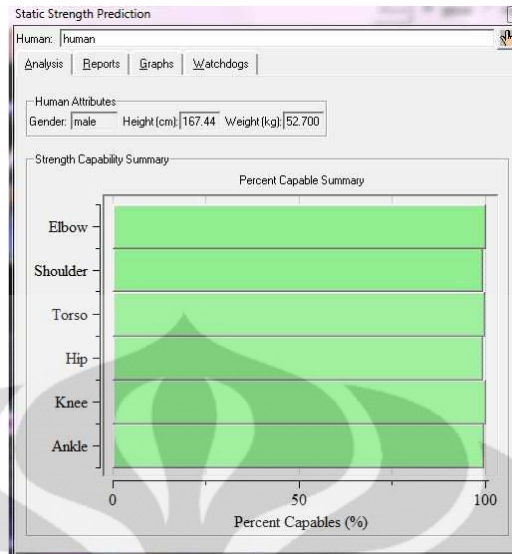 Static Strength Prediction
Human: human
Analysis Reports Graphs Watchdogs
Human Attributes
Gender: male Height (cm): 167.44 Weight (kg): 52.700
Strength Capability Summary
Percent Capable Summary
Elbow
Shoulder
Torso
Hip
Knee
Ankle
0 50 100
Percent Capables (%)